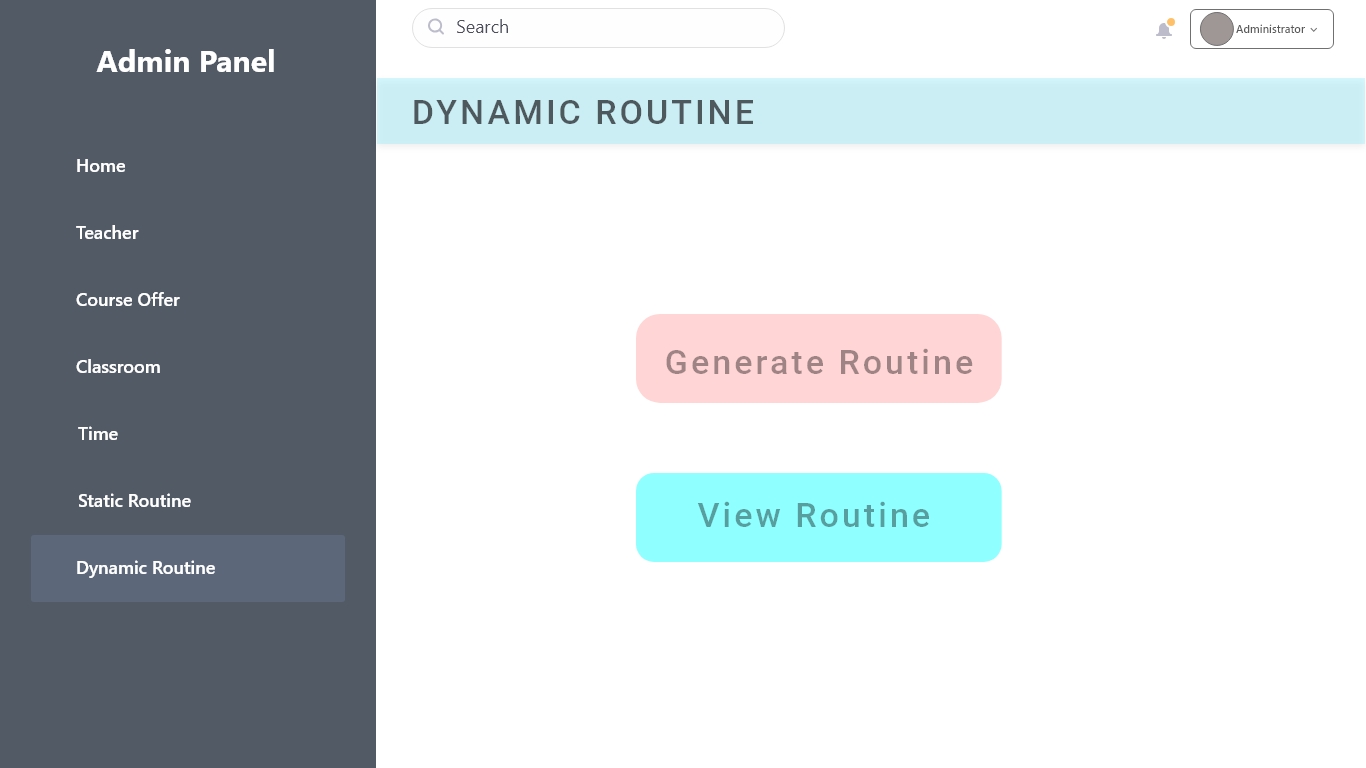 Admin Panel
Home
Teacher
Course Offer
Classroom
Time
Static Routine
Dynamic Routine
Search
Administrator
DYNAMIC ROUTINE
Generate Routine
View Routine